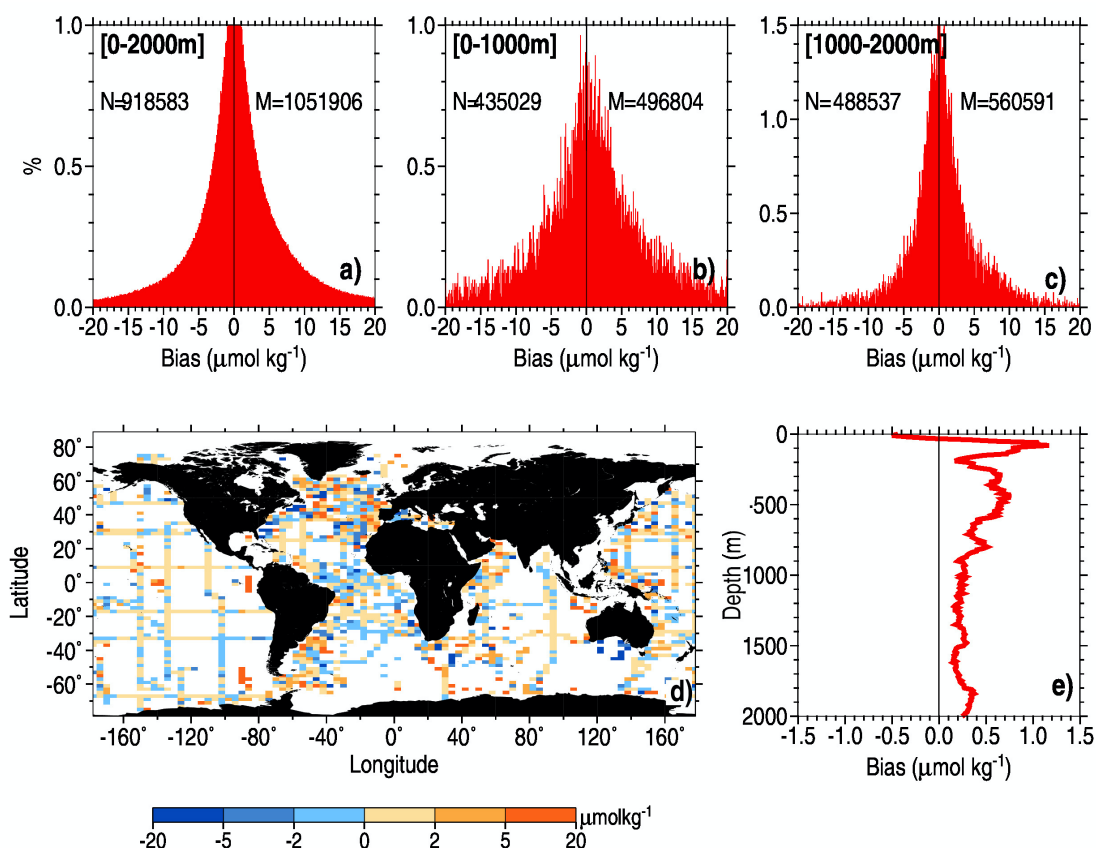 [0-2000m]
N=918583 M=1051906
a)
%
0.0 0.5 1.0
-20 -15 -10 -5 0 5 10 15 20
Bias (μmol kg-1)
[0-1000m]
N=435029 M=496804
b)
0.0 0.5 1.0
-20 -15 -10 -5 0 5 10 15 20
Bias (μmol kg-1)
[1000-2000m]
N=488537 M=560591
c)
0.0 0.5 1.0 1.5
-20 -15 -10 -5 0 5 10 15 20
Bias (μmol kg-1)
Latitude
80°
60°
40°
20°
0°
-20°
-40°
-60°
d)
-160° -120° -80° -40° 0° 40° 80° 120° 160°
Longitude
Depth (m)
0
-500
1000
1500
2000
e)
-1.5 -1.0 -0.5 0.0 0.5 1.0 1.5
Bias (μmol kg-1)
μmolkg-1
-20 -5 -2 0 2 5 20